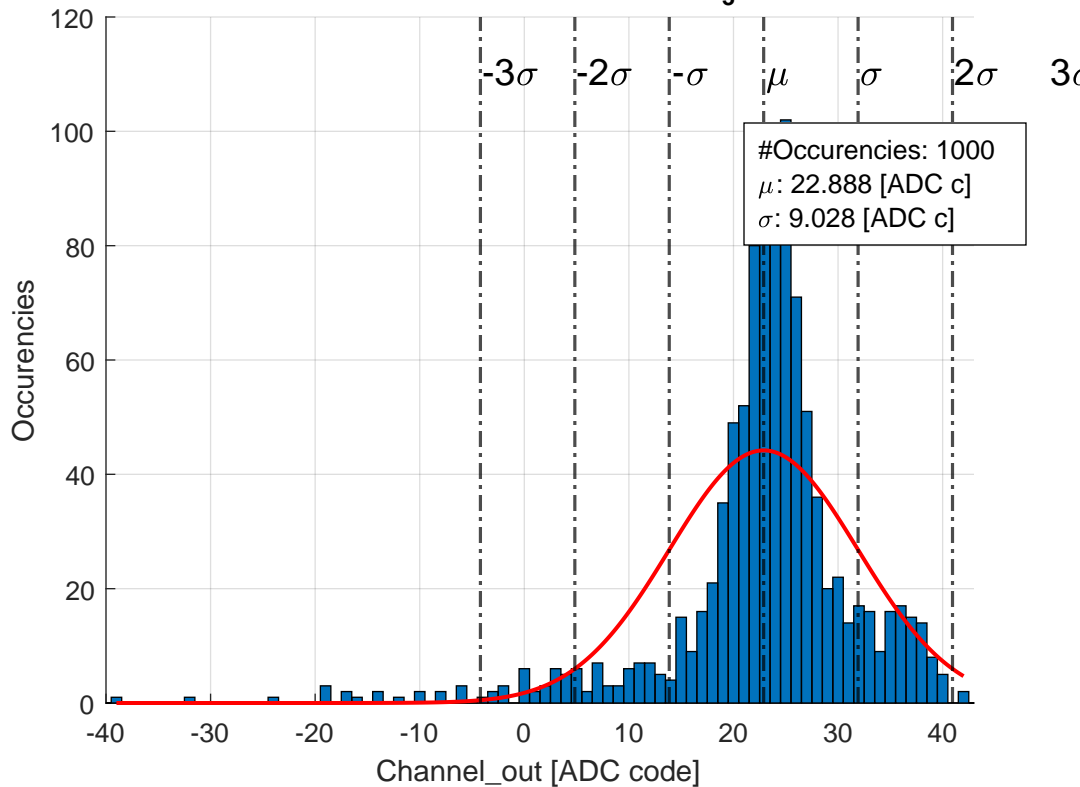 120
-3σ -2σ -σ μ σ 2σ 3σ
100
#Occurencies: 1000
μ: 22.888 [ADC c]
σ: 9.028 [ADC c]
80
60
40
20
0
Occurencies
-40 -30 -20 -10 0 10 20 30 40
Channel_out [ADC code]